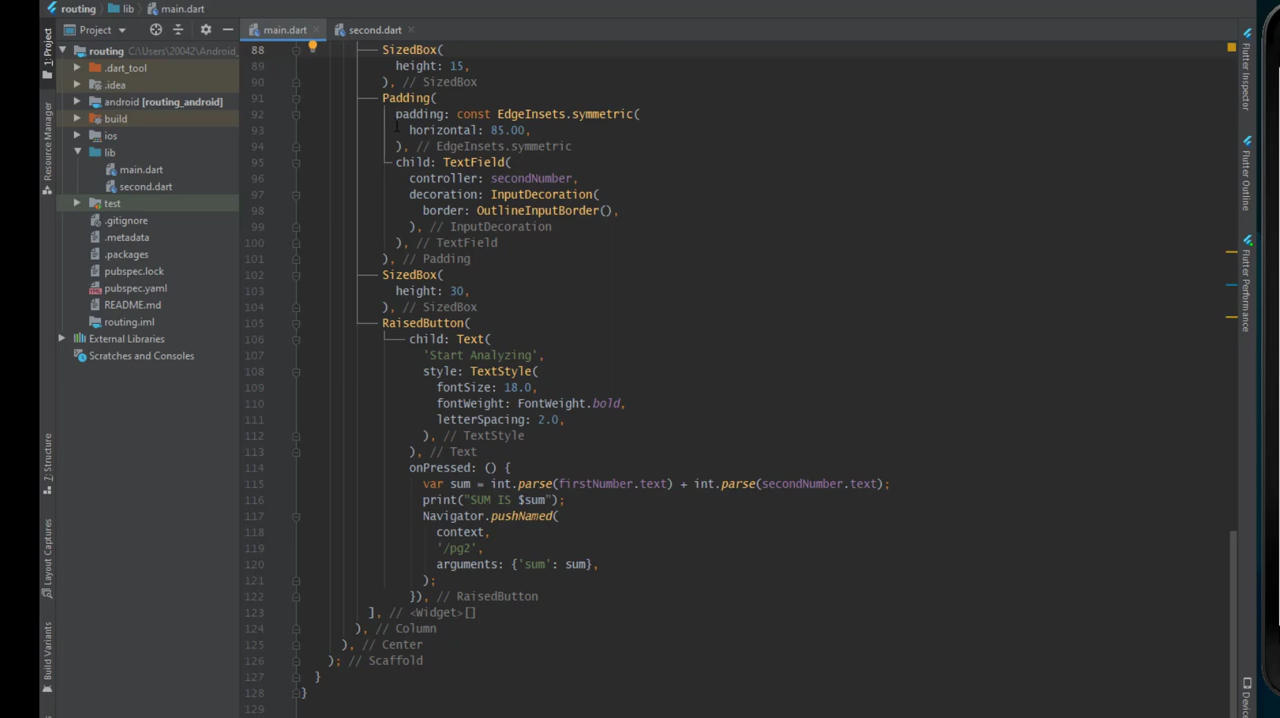 routing
lib
main.dart
Project
main.dart
second.dart
1: Project
Resource Manager
7: Structure
Layout Captures
Build Variants
routing C:\Users\20042\Android_
.dart_tool
.idea
android [routing_android]
build
ios
lib
main.dart
second.dart
test
.gitignore
.metadata
.packages
pubspec.lock
pubspec.yaml
README.md
routing.iml
External Libraries
Scratches and Consoles
88 SizedBox(
89 height: 15,
90 ), // SizedBox
91 Padding(
92 padding: const EdgeInsets.symmetric(
93 horizontal: 85.00,
94 ), // EdgeInsets.symmetric
95 child: TextField(
96 controller: secondNumber,
97 decoration: InputDecoration(
98 border: OutlineInputBorder(),
99 ), // InputDecoration
100 ), // TextField
101 ), // Padding
102 SizedBox(
103 height: 30,
104 ), // SizedBox
105 RaisedButton(
106 child: Text(
107 'Start Analyzing',
108 style: TextStyle(
109 fontSize: 18.0,
110 fontWeight: FontWeight.bold,
111 letterSpacing: 2.0,
112 ), // TextStyle
113 ), // Text
114 onPressed: () {
115 var sum = int.parse(firstNumber.text) + int.parse(secondNumber.text);
116 print("SUM IS $sum");
117 Navigator.pushNamed(
118 context,
119 '/pg2',
120 arguments: {'sum': sum},
121 );
122 }), // RaisedButton
123 ], // <Widget>[]
124 ), // Column
125 ), // Center
126 ); // Scaffold
127 }
128 }
129
Flutter Inspector
Flutter Outline
Flutter Performance